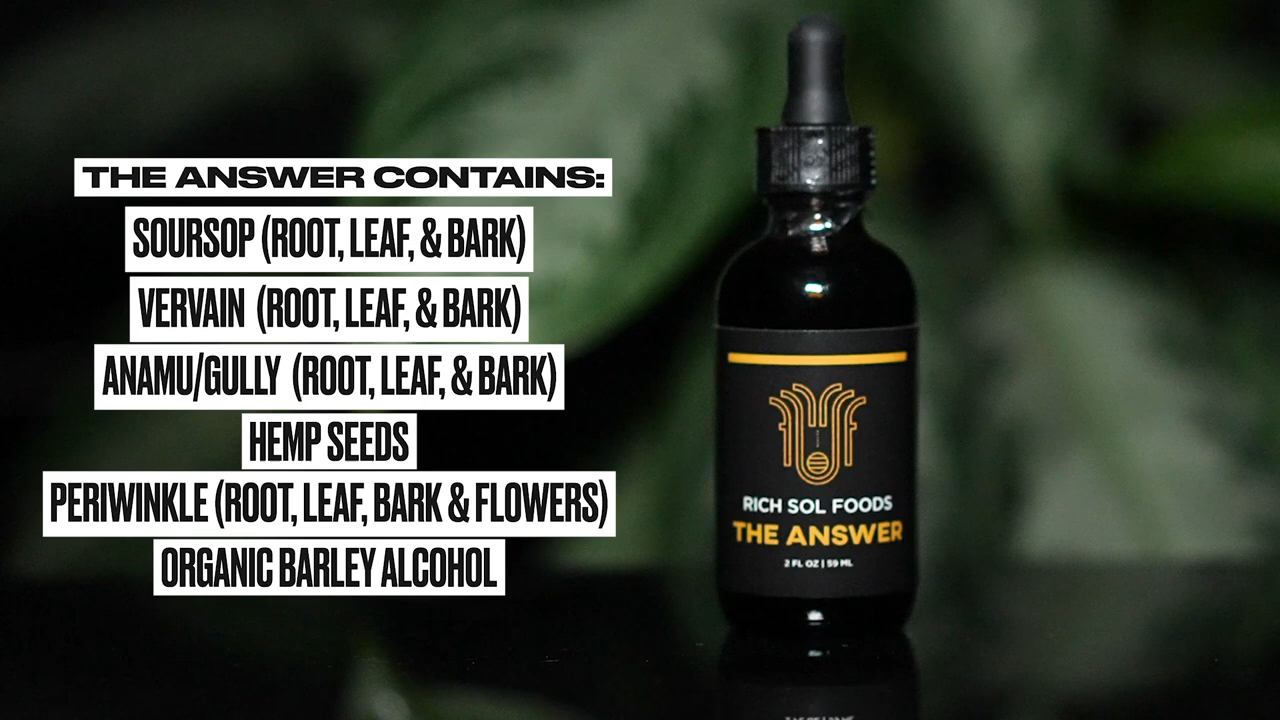 THE ANSWER CONTAINS:
SOURSOP (ROOT, LEAF, & BARK)
VERVAIN (ROOT, LEAF, & BARK)
ANAMU/GULLY (ROOT, LEAF, & BARK)
HEMP SEEDS
PERIWINKLE (ROOT, LEAF, BARK & FLOWERS)
ORGANIC BARLEY ALCOHOL
RICH SOL FOODS
THE ANSWER
2 FL OZ | 59 ML